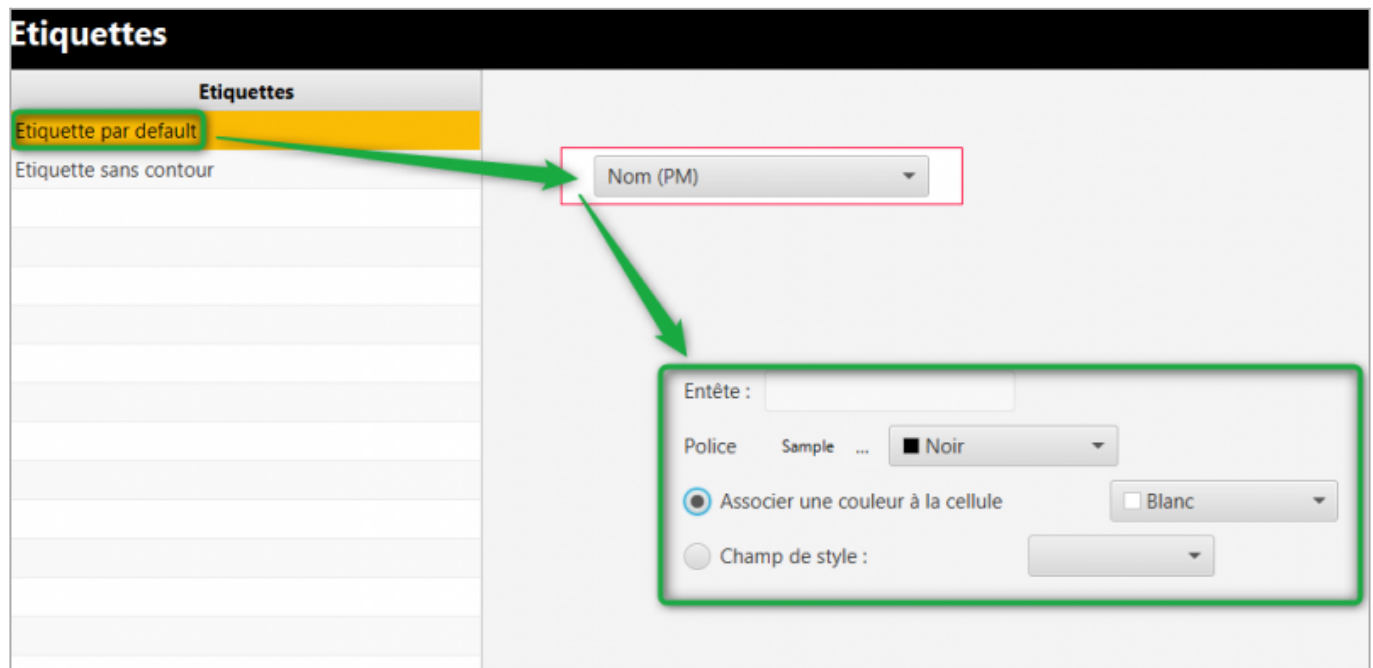 Etiquettes
Etiquettes
Etiquette par default
Etiquette sans contour
Nom (PM)
Entête :
Police Sample ... Noir
Associer une couleur à la cellule Blanc
Champ de style :